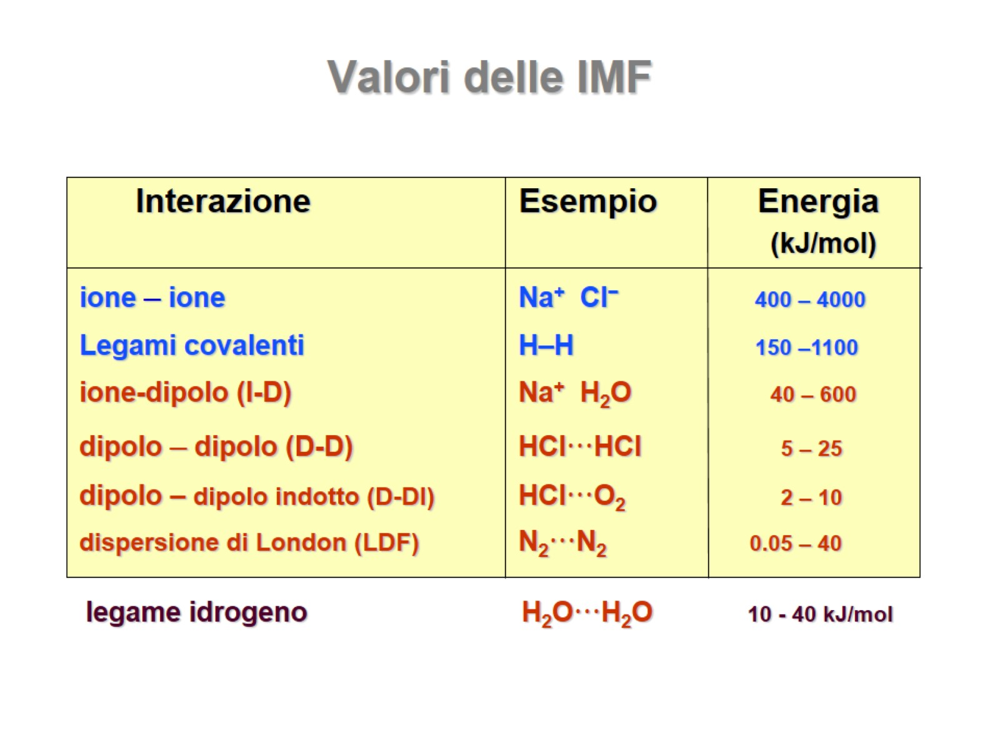 Valori delle IMF
Interazione Esempio Energia
(kJ/mol)
ione – ione Na⁺ Cl⁻ 400 – 4000
Legami covalenti H–H 150 –1100
ione-dipolo (I-D) Na⁺ H₂O 40 – 600
dipolo – dipolo (D-D) HCl···HCl 5 – 25
dipolo – dipolo indotto (D-DI) HCl···O₂ 2 – 10
dispersione di London (LDF) N₂···N₂ 0.05 – 40
legame idrogeno H₂O···H₂O 10 - 40 kJ/mol